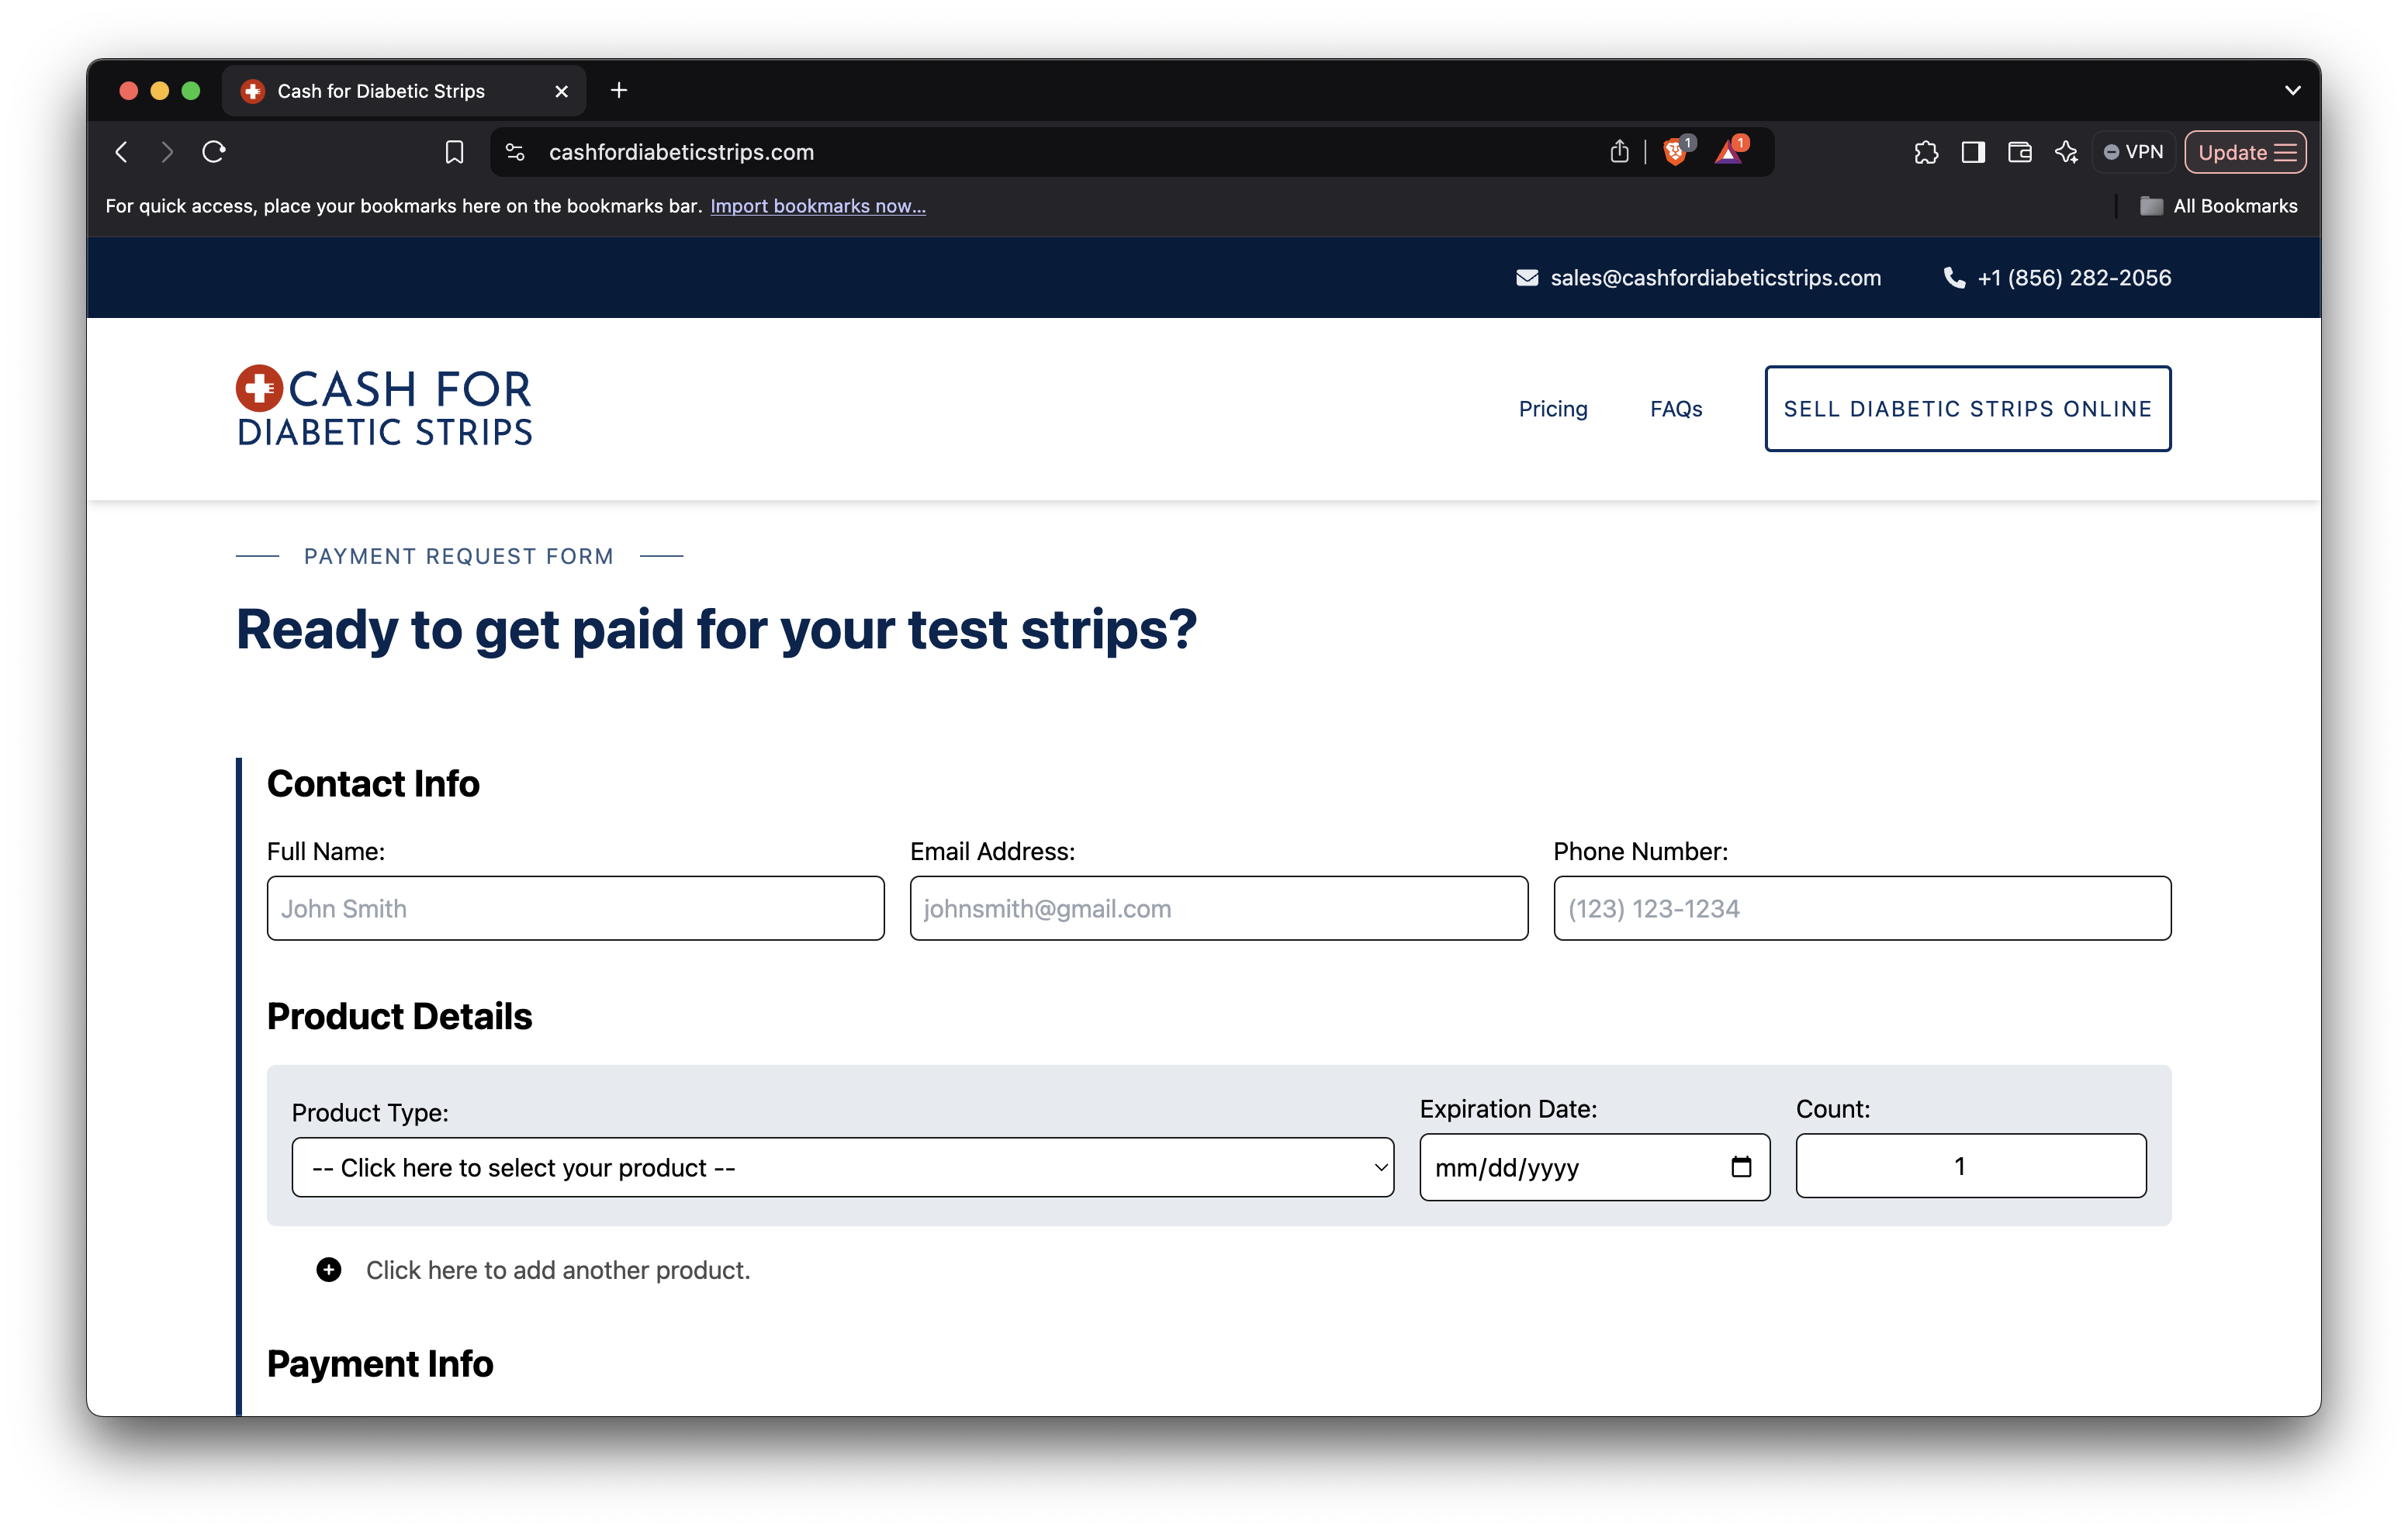 Cash for Diabetic Strips
cashfordiabeticstrips.com
1
1
VPN
Update
For quick access, place your bookmarks here on the bookmarks bar. Import bookmarks now...
All Bookmarks
sales@cashfordiabeticstrips.com
+1 (856) 282-2056
CASH FOR
DIABETIC STRIPS
Pricing
FAQs
SELL DIABETIC STRIPS ONLINE
PAYMENT REQUEST FORM
Ready to get paid for your test strips?
Contact Info
Full Name:
Email Address:
Phone Number:
John Smith
johnsmith@gmail.com
(123) 123-1234
Product Details
Product Type:
Expiration Date:
Count:
-- Click here to select your product --
mm/dd/yyyy
1
Click here to add another product.
Payment Info